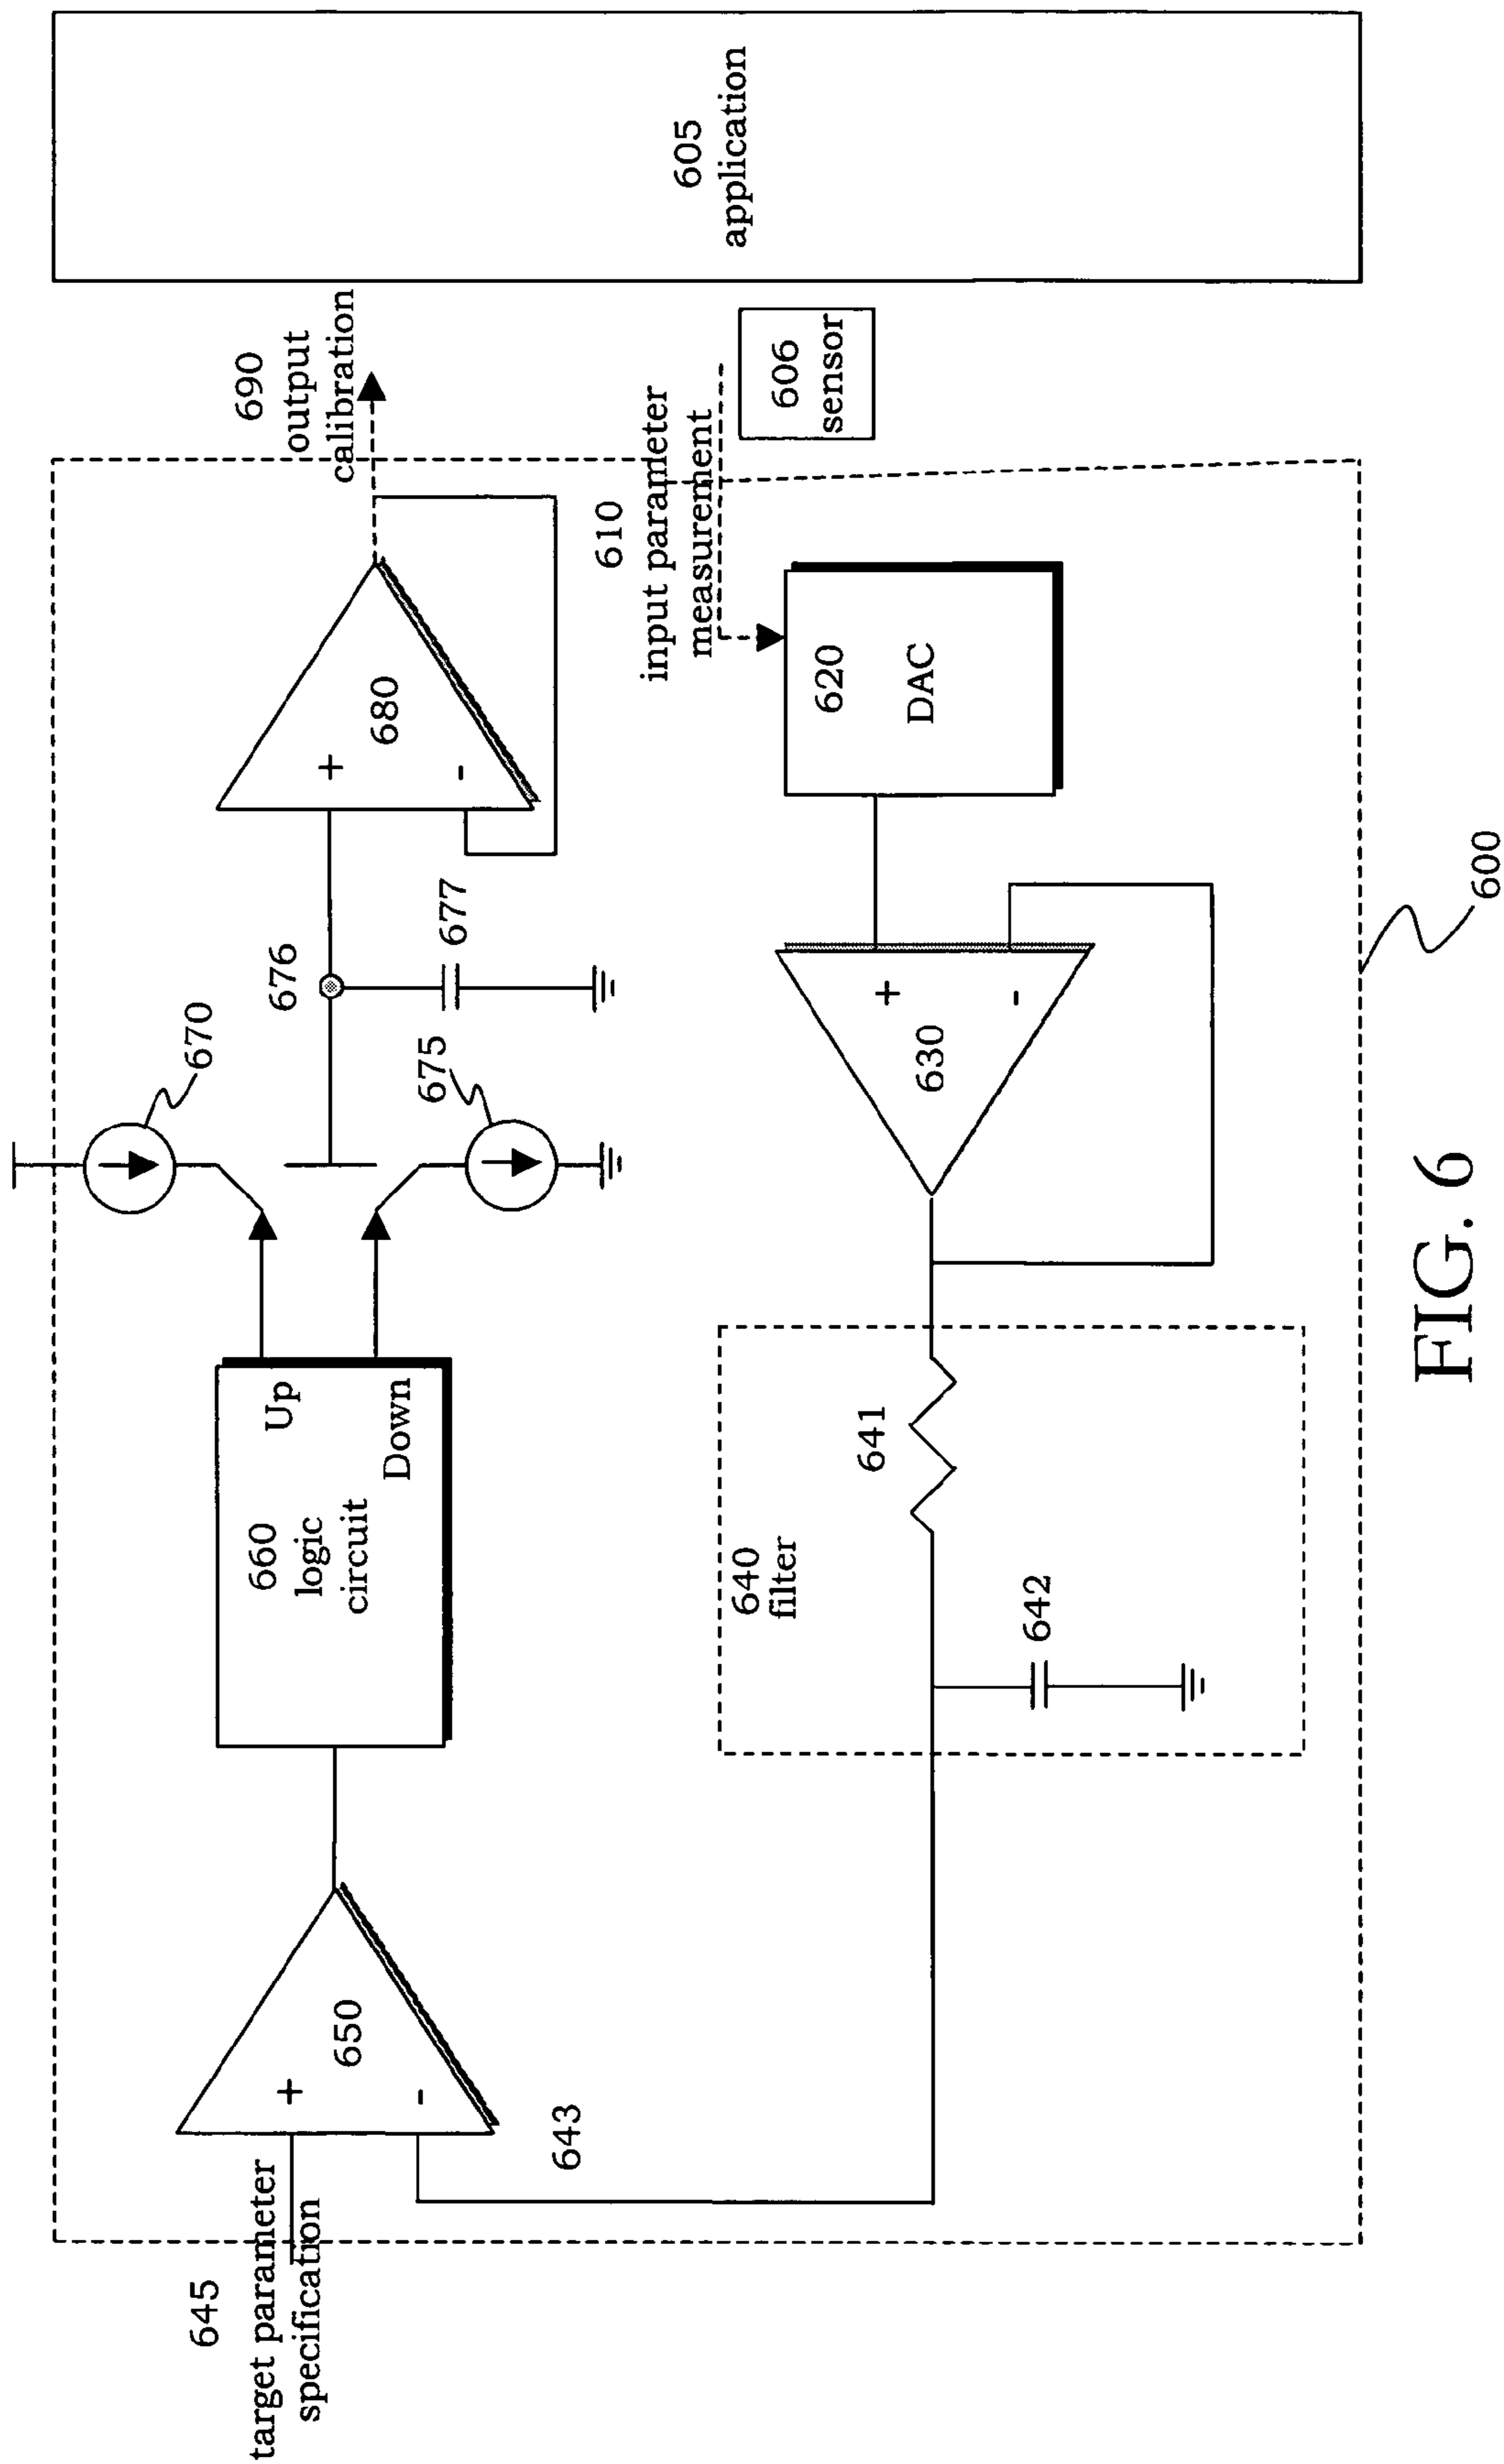 645
target parameter
specification
+
650
-
643
660
logic
circuit
Up
Down
670
675
676
677
+
680
-
690
output
calibration
605
application
606
sensor
610
input parameter
measurement
620
DAC
+
630
-
640
filter
641
642
600
FIG. 6